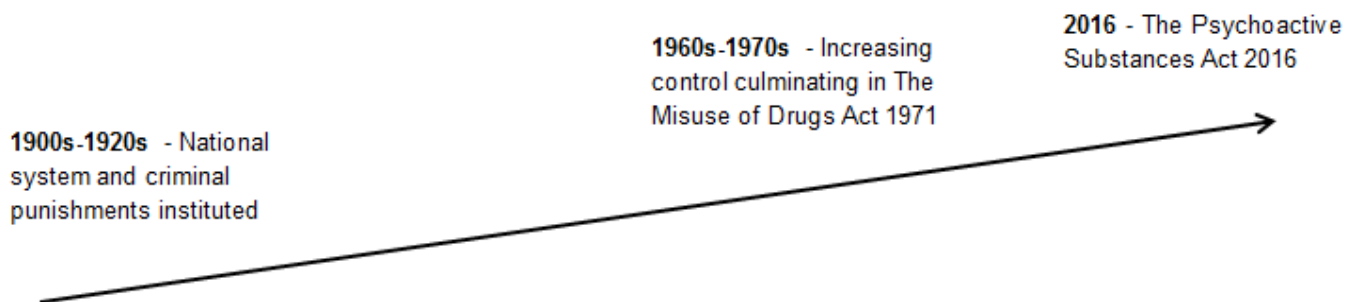 1900s-1920s - National
system and criminal
punishments instituted
1960s-1970s - Increasing
control culminating in The
Misuse of Drugs Act 1971
2016 - The Psychoactive
Substances Act 2016